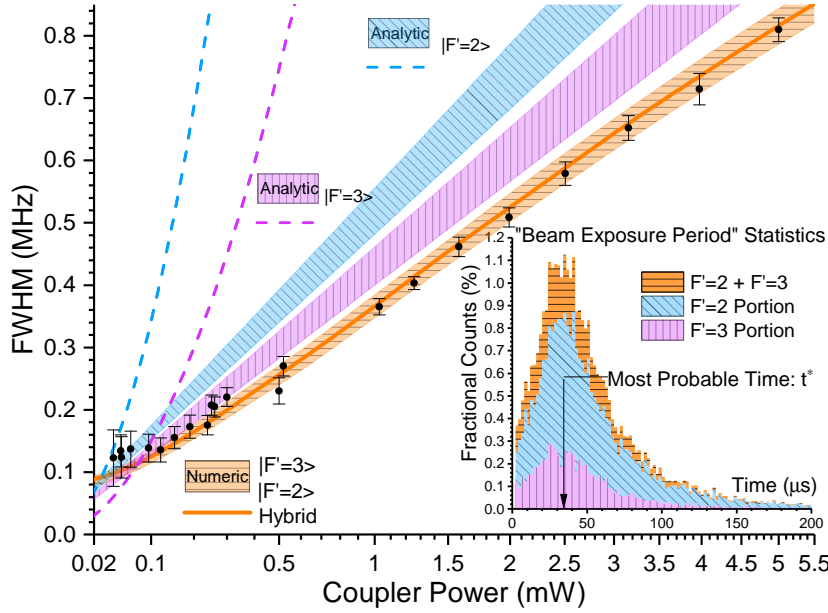 FWHM (MHz)
0.8
0.7
0.6
0.5
0.4
0.3
0.2
0.1
0.0
Analytic
|F'=2>
Analytic
|F'=3>
Numeric
|F'=3>
|F'=2>
Hybrid
"Beam Exposure Period" Statistics
Fractional Counts (%)
1.2
1.1
1.0
0.9
0.8
0.7
0.6
0.5
0.4
0.3
0.2
0.1
0.0
F'=2 + F'=3
F'=2 Portion
F'=3 Portion
Most Probable Time: t*
Time (µs)
0 50 100 150 200
0.02 0.1 0.5 1 1.5 2 2.5 3 3.5 4 4.5 5 5.5
Coupler Power (mW)